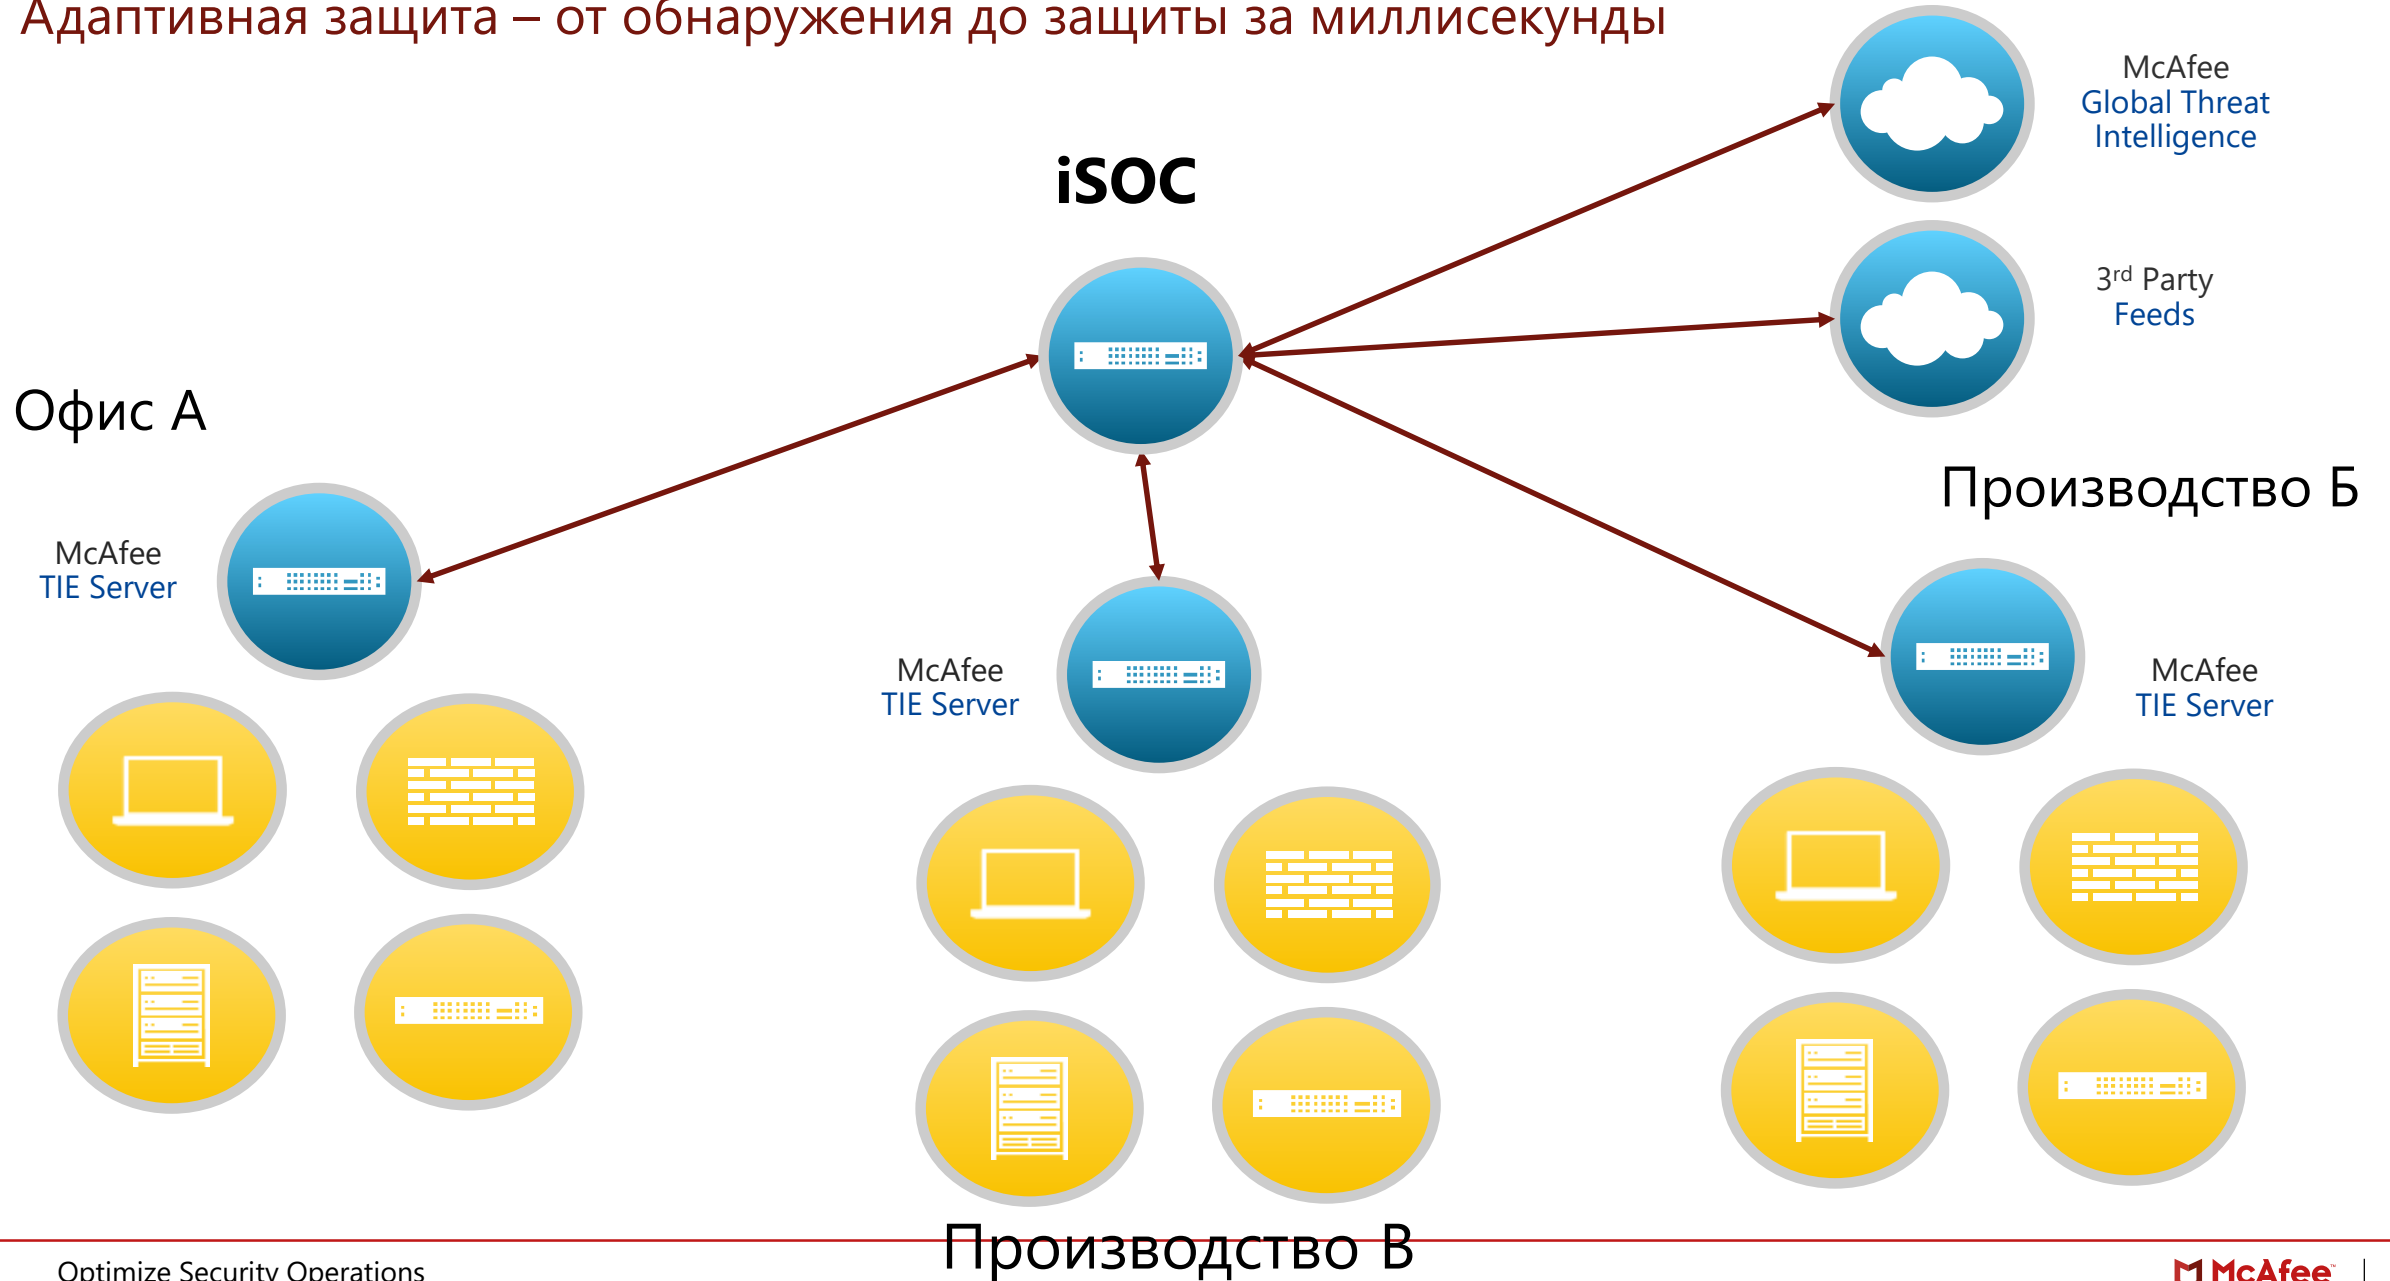 Адаптивная защита – от обнаружения до защиты за миллисекунды
McAfee
Global Threat
Intelligence
iSOC
3rd Party
Feeds
Офис А
Производство Б
McAfee
TIE Server
McAfee
TIE Server
McAfee
TIE Server
Производство В
Optimize Security Operations
McAfee™